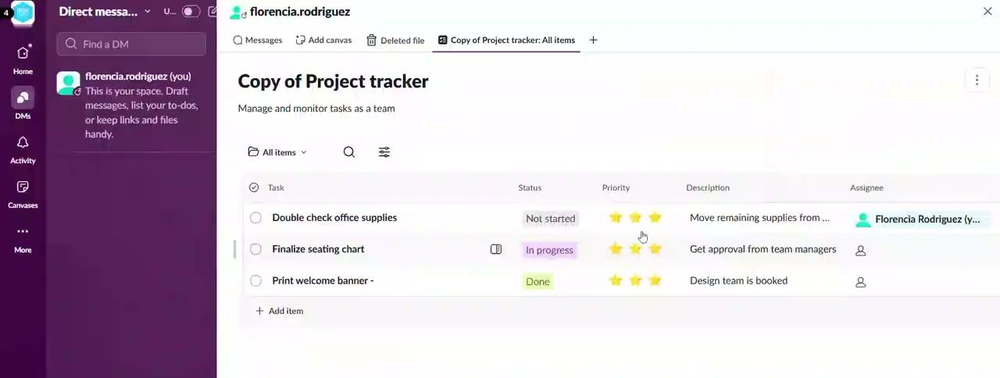 4
Direct messa...
U...
florencia.rodriguez
Messages
Add canvas
Deleted file
Copy of Project tracker: All items
Find a DM
Home
DMs
Activity
Canvases
More
florencia.rodriguez (you)
This is your space. Draft
messages, list your to-dos,
or keep links and files
handy.
Copy of Project tracker
Manage and monitor tasks as a team
All items
Task Status Priority Description Assignee
Double check office supplies Not started Move remaining supplies from ... Florencia Rodriguez (y...
Finalize seating chart In progress Get approval from team managers
Print welcome banner - Done Design team is booked
+ Add item